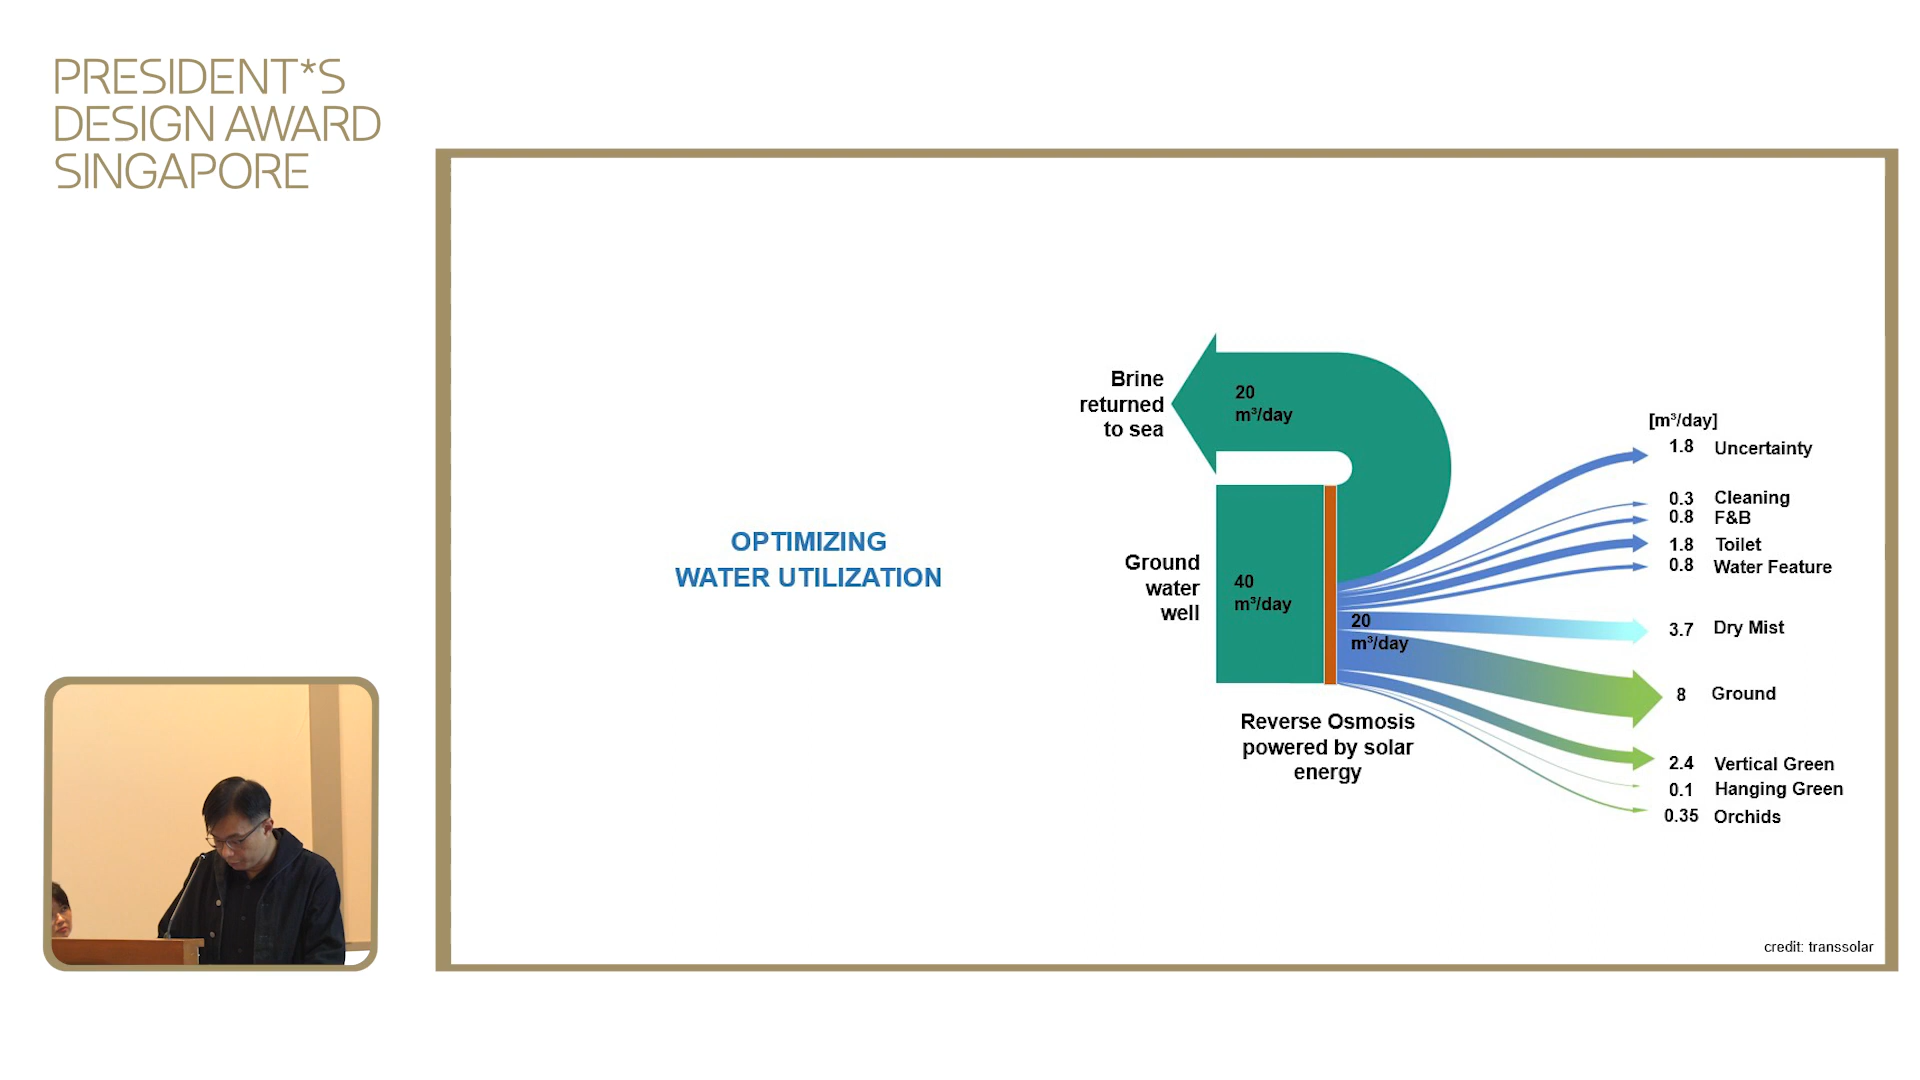 PRESIDENT*S
DESIGN AWARD
SINGAPORE
OPTIMIZING
WATER UTILIZATION
Brine
returned
to sea
20
m³/day
Ground
water
well
40
m³/day
20
m³/day
Reverse Osmosis
powered by solar
energy
[m³/day]
1.8 Uncertainty
0.3 Cleaning
0.8 F&B
1.8 Toilet
0.8 Water Feature
3.7 Dry Mist
8 Ground
2.4 Vertical Green
0.1 Hanging Green
0.35 Orchids
credit: transsolar